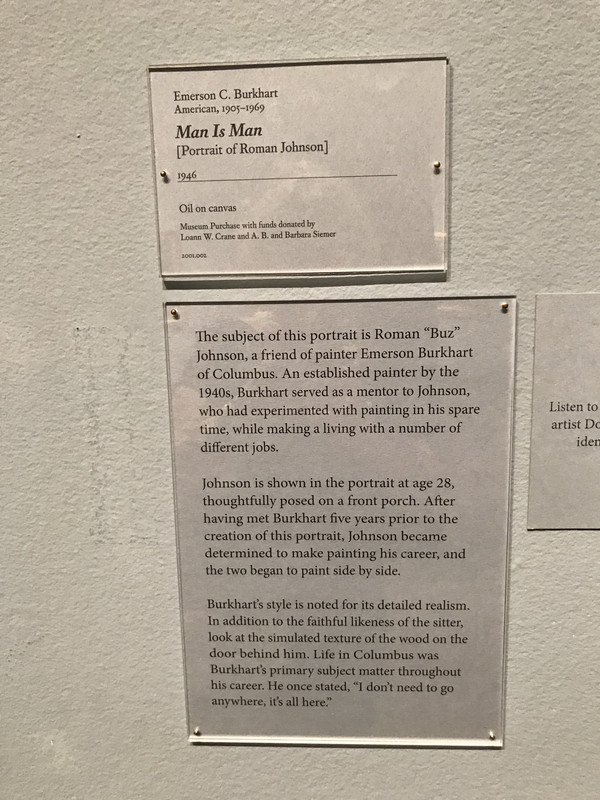 Emerson C. Burkhart
American, 1905–1969
Man Is Man
[Portrait of Roman Johnson]
1946
Oil on canvas
Museum Purchase with funds donated by
Loann W. Crane and A. B. and Barbara Siemer
2001.002
The subject of this portrait is Roman “Buz”
Johnson, a friend of painter Emerson Burkhart
of Columbus. An established painter by the
1940s, Burkhart served as a mentor to Johnson,
who had experimented with painting in his spare
time, while making a living with a number of
different jobs.
Johnson is shown in the portrait at age 28,
thoughtfully posed on a front porch. After
having met Burkhart five years prior to the
creation of this portrait, Johnson became
determined to make painting his career, and
the two began to paint side by side.
Burkhart’s style is noted for its detailed realism.
In addition to the faithful likeness of the sitter,
look at the simulated texture of the wood on the
door behind him. Life in Columbus was
Burkhart’s primary subject matter throughout
his career. He once stated, “I don’t need to go
anywhere, it’s all here.”
Listen to
artist Do
iden